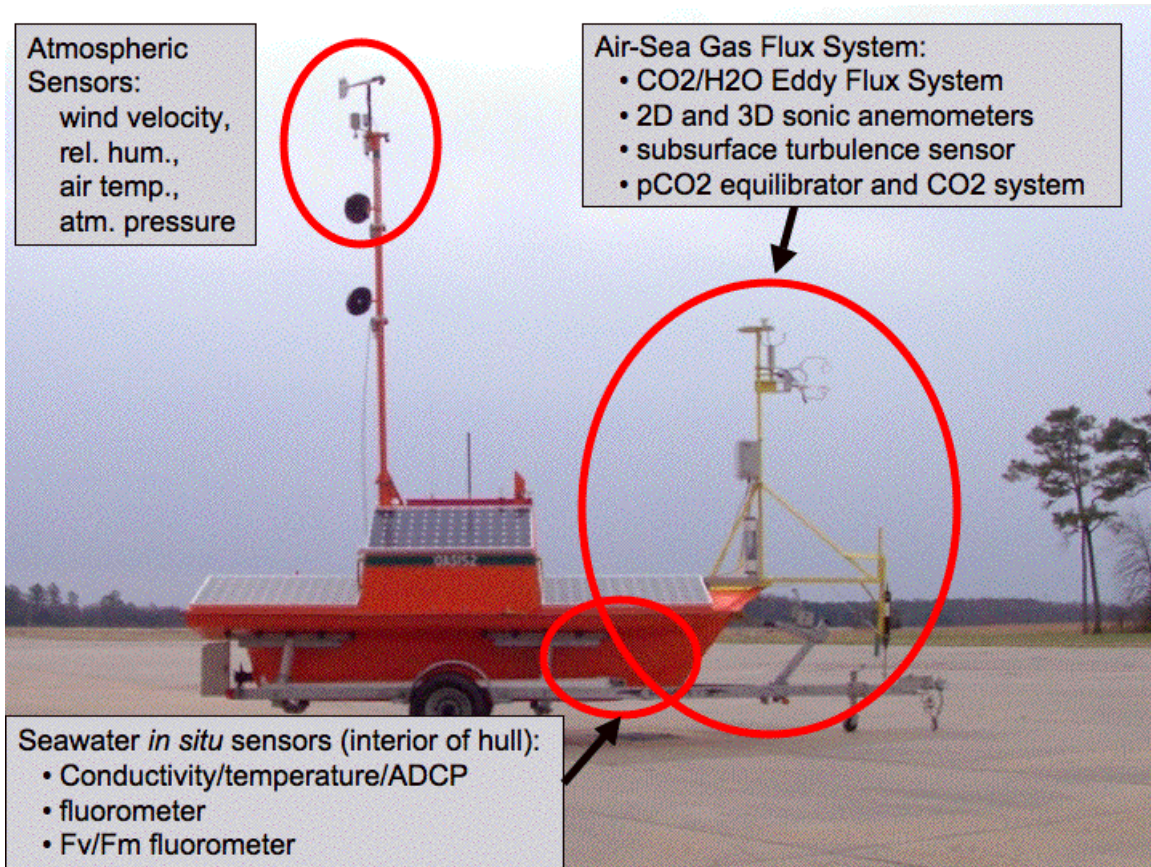 Atmospheric
Sensors:
wind velocity,
rel. hum.,
air temp.,
atm. pressure
Air-Sea Gas Flux System:
• CO2/H2O Eddy Flux System
• 2D and 3D sonic anemometers
• subsurface turbulence sensor
• pCO2 equilibrator and CO2 system
OASIS2
Seawater in situ sensors (interior of hull):
• Conductivity/temperature/ADCP
• fluorometer
• Fv/Fm fluorometer